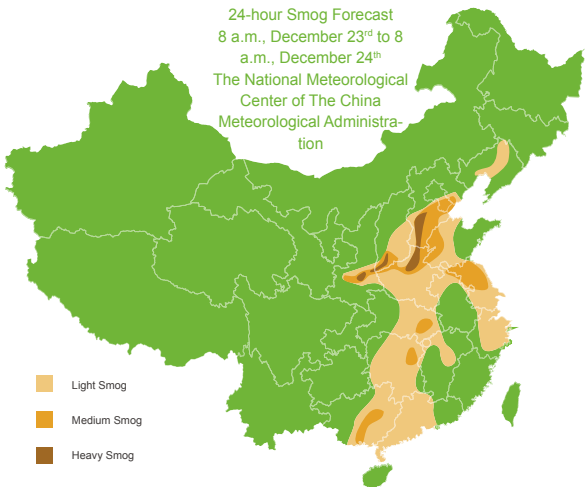 24-hour Smog Forecast
8 a.m., December 23rd to 8
a.m., December 24th
The National Meteorological
Center of The China
Meteorological Administra-
tion
Light Smog
Medium Smog
Heavy Smog